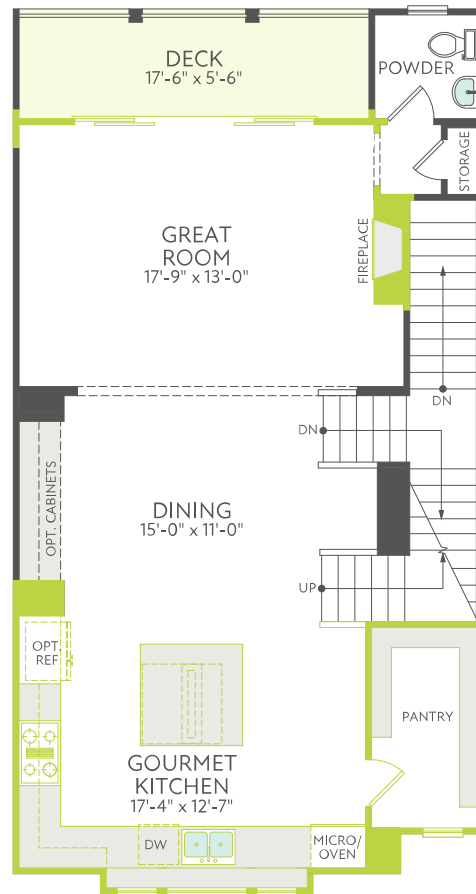 DECK
17'-6" x 5'-6"
POWDER
STORAGE
GREAT
ROOM
17'-9" x 13'-0"
FIREPLACE
DN
DN
OPT. CABINETS
DINING
15'-0" x 11'-0"
UP
OPT.
REF
PANTRY
GOURMET
KITCHEN
17'-4" x 12'-7"
DW
MICRO/
OVEN